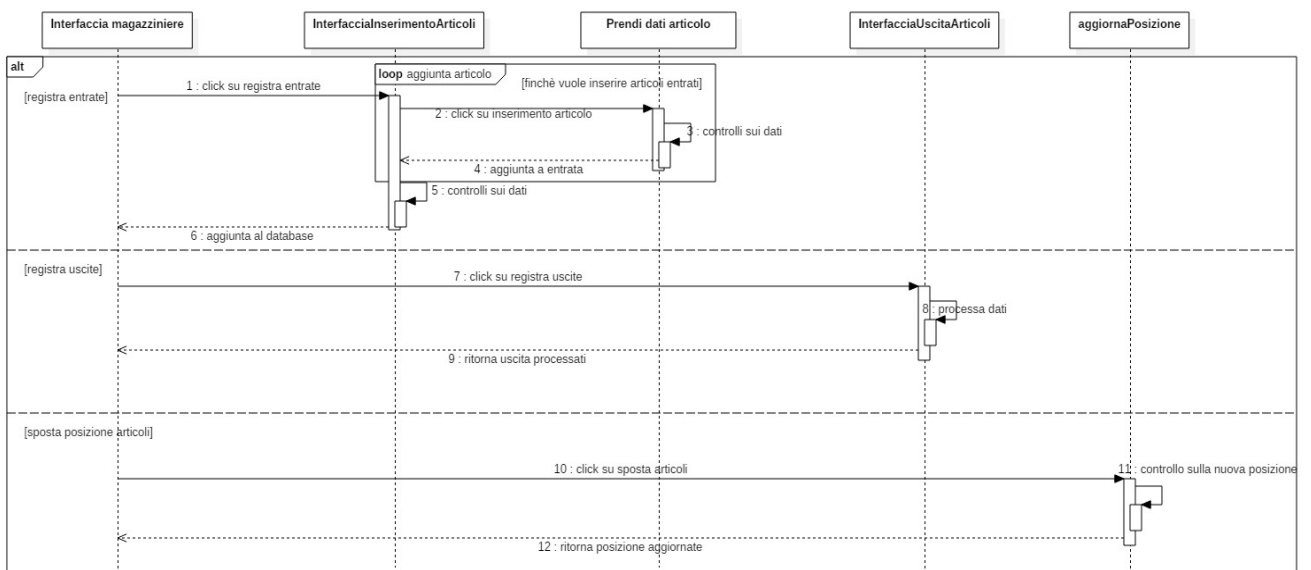 Interfaccia magazziniere
InterfacciaInserimentoArticoli
Prendi dati articolo
InterfacciaUscitaArticoli
aggiornaPosizione
alt
loop aggiunta articolo
[registra entrate]
1 : click su registra entrate
[finchè vuole inserire articoli entrati]
2 : click su inserimento articolo
3 : controlli sui dati
4 : aggiunta a entrata
5 : controlli sui dati
6 : aggiunta al database
[registra uscite]
7 : click su registra uscite
8 : processa dati
9 : ritorna uscita processati
[sposta posizione articoli]
10 : click su sposta articoli
11 : controllo sulla nuova posizione
12 : ritorna posizione aggiornate